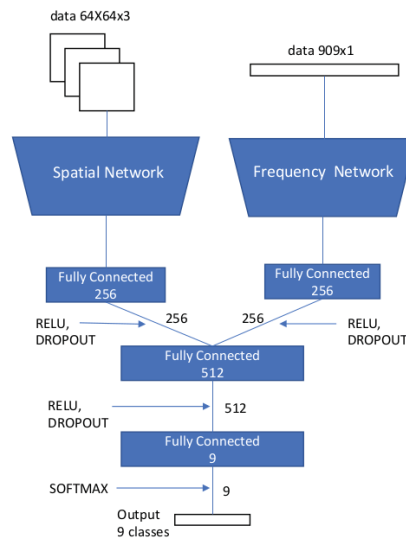 data 64X64x3
data 909x1
Spatial Network
Frequency Network
Fully Connected
256
Fully Connected
256
RELU,
DROPOUT
256
256
RELU,
DROPOUT
Fully Connected
512
RELU,
DROPOUT
512
Fully Connected
9
SOFTMAX
9
Output
9 classes